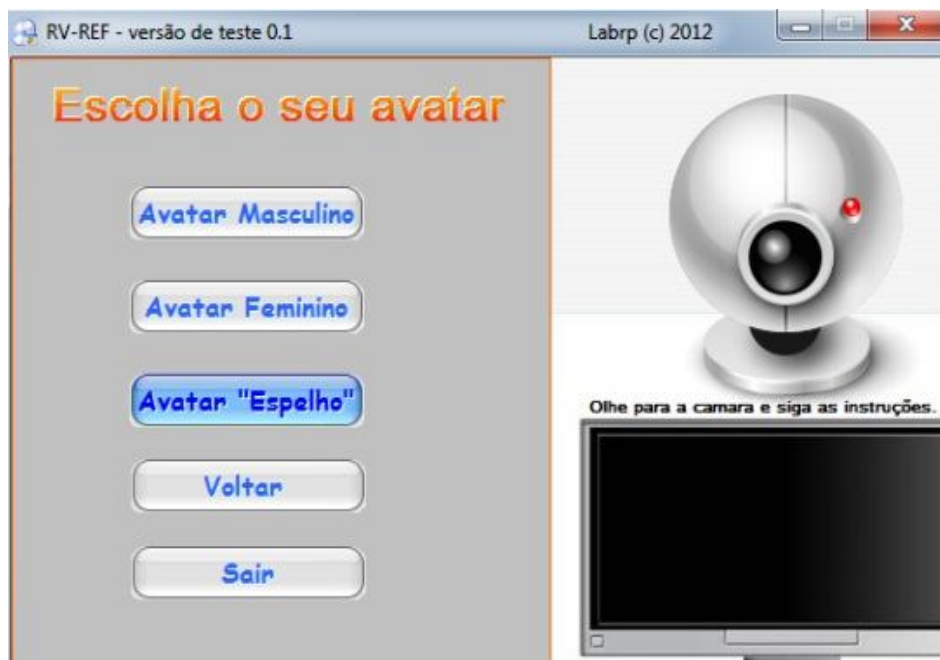 RV-REF - versão de teste 0.1
Labrp (c) 2012
Escolha o seu avatar
Avatar Masculino
Avatar Feminino
Avatar "Espelho"
Voltar
Sair
Olhe para a camara e siga as instruções.